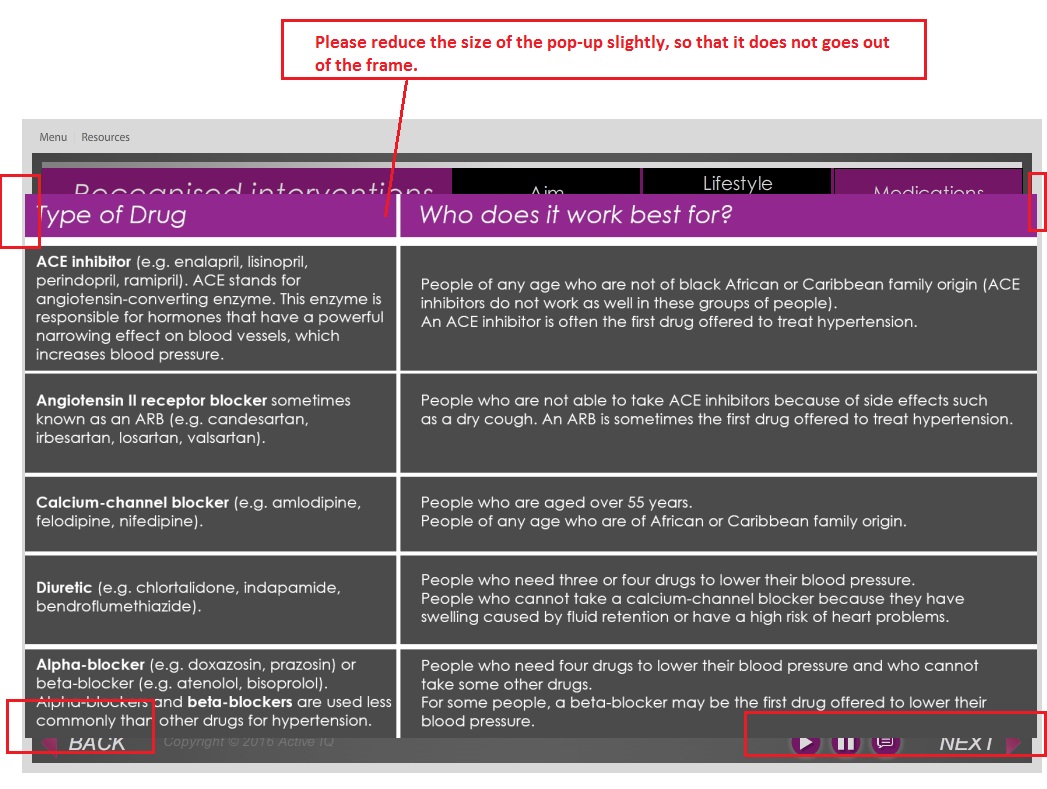 Please reduce the size of the pop-up slightly, so that it does not goes out
of the frame.
Menu
Resources
Recognised interventions
Aim
Lifestyle
Medications
Type of Drug
Who does it work best for?
ACE inhibitor (e.g. enalapril, lisinopril,
perindopril, ramipril). ACE stands for
angiotensin-converting enzyme. This enzyme is
responsible for hormones that have a powerful
narrowing effect on blood vessels, which
increases blood pressure.
People of any age who are not of black African or Caribbean family origin (ACE
inhibitors do not work as well in these groups of people).
An ACE inhibitor is often the first drug offered to treat hypertension.
Angiotensin II receptor blocker sometimes
known as an ARB (e.g. candesartan,
irbesartan, losartan, valsartan).
People who are not able to take ACE inhibitors because of side effects such
as a dry cough. An ARB is sometimes the first drug offered to treat hypertension.
Calcium-channel blocker (e.g. amlodipine,
felodipine, nifedipine).
People who are aged over 55 years.
People of any age who are of African or Caribbean family origin.
Diuretic (e.g. chlortalidone, indapamide,
bendroflumethiazide).
People who need three or four drugs to lower their blood pressure.
People who cannot take a calcium-channel blocker because they have
swelling caused by fluid retention or have a high risk of heart problems.
Alpha-blocker (e.g. doxazosin, prazosin) or
beta-blocker (e.g. atenolol, bisoprolol).
Alpha-blockers and beta-blockers are used less
commonly than other drugs for hypertension.
People who need four drugs to lower their blood pressure and who cannot
take some other drugs.
For some people, a beta-blocker may be the first drug offered to lower their
blood pressure.
BACK
Copyright © 2016 Active IQ
NEXT